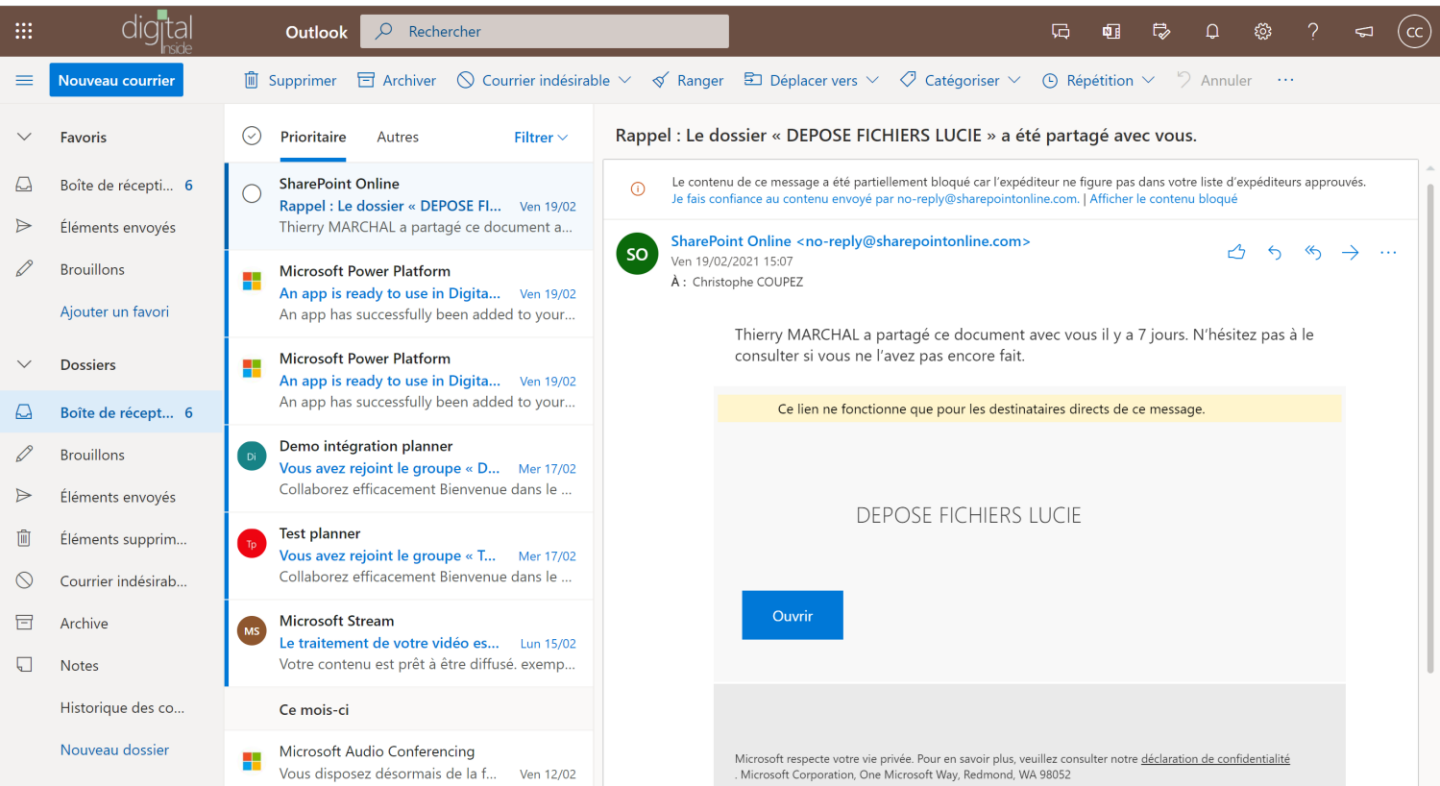 digital
inside
Outlook
Rechercher
CC
Nouveau courrier
Supprimer
Archiver
Courrier indésirable
Ranger
Déplacer vers
Catégoriser
Répétition
Annuler
Favoris
Boîte de récepti... 6
Éléments envoyés
Brouillons
Ajouter un favori
Dossiers
Boîte de récept... 6
Brouillons
Éléments envoyés
Éléments supprim...
Courrier indésirab...
Archive
Notes
Historique des co...
Nouveau dossier
Prioritaire
Autres
Filtrer
SharePoint Online
Rappel : Le dossier « DEPOSE FI... Ven 19/02
Thierry MARCHAL a partagé ce document a...
Microsoft Power Platform
An app is ready to use in Digita... Ven 19/02
An app has successfully been added to your...
Microsoft Power Platform
An app is ready to use in Digita... Ven 19/02
An app has successfully been added to your...
Di
Demo intégration planner
Vous avez rejoint le groupe « D... Mer 17/02
Collaborez efficacement Bienvenue dans le ...
Tp
Test planner
Vous avez rejoint le groupe « T... Mer 17/02
Collaborez efficacement Bienvenue dans le ...
MS
Microsoft Stream
Le traitement de votre vidéo es... Lun 15/02
Votre contenu est prêt à être diffusé. exemp...
Ce mois-ci
Microsoft Audio Conferencing
Vous disposez désormais de la f... Ven 12/02
Rappel : Le dossier « DEPOSE FICHIERS LUCIE » a été partagé avec vous.
Le contenu de ce message a été partiellement bloqué car l'expéditeur ne figure pas dans votre liste d'expéditeurs approuvés.
Je fais confiance au contenu envoyé par no-reply@sharepointonline.com. | Afficher le contenu bloqué
SO
SharePoint Online <no-reply@sharepointonline.com>
Ven 19/02/2021 15:07
À : Christophe COUPEZ
Thierry MARCHAL a partagé ce document avec vous il y a 7 jours. N'hésitez pas à le
consulter si vous ne l'avez pas encore fait.
Ce lien ne fonctionne que pour les destinataires directs de ce message.
DEPOSE FICHIERS LUCIE
Ouvrir
Microsoft respecte votre vie privée. Pour en savoir plus, veuillez consulter notre déclaration de confidentialité
. Microsoft Corporation, One Microsoft Way, Redmond, WA 98052